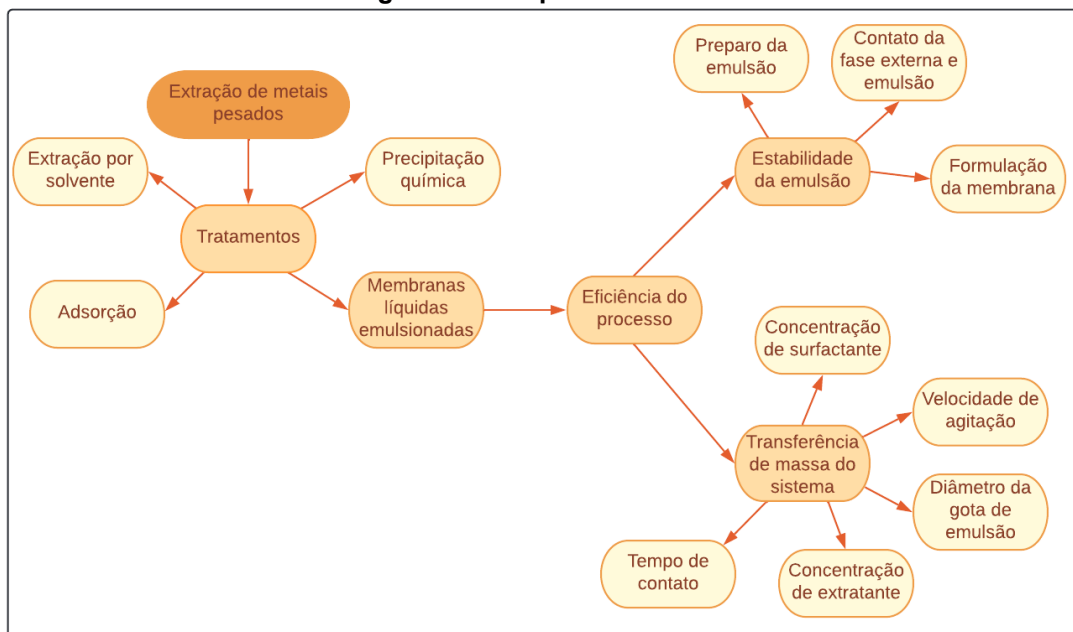 Extração de metais
pesados
Extração por
solvente
Precipitação
química
Tratamentos
Adsorção
Membranas
líquidas
emulsionadas
Eficiência do
processo
Preparo da
emulsão
Contato da
fase externa e
emulsão
Estabilidade
da emulsão
Formulação
da membrana
Concentração
de surfactante
Velocidade de
agitação
Transferência
de massa do
sistema
Diâmetro da
gota de
emulsão
Tempo de
contato
Concentração
de extratante